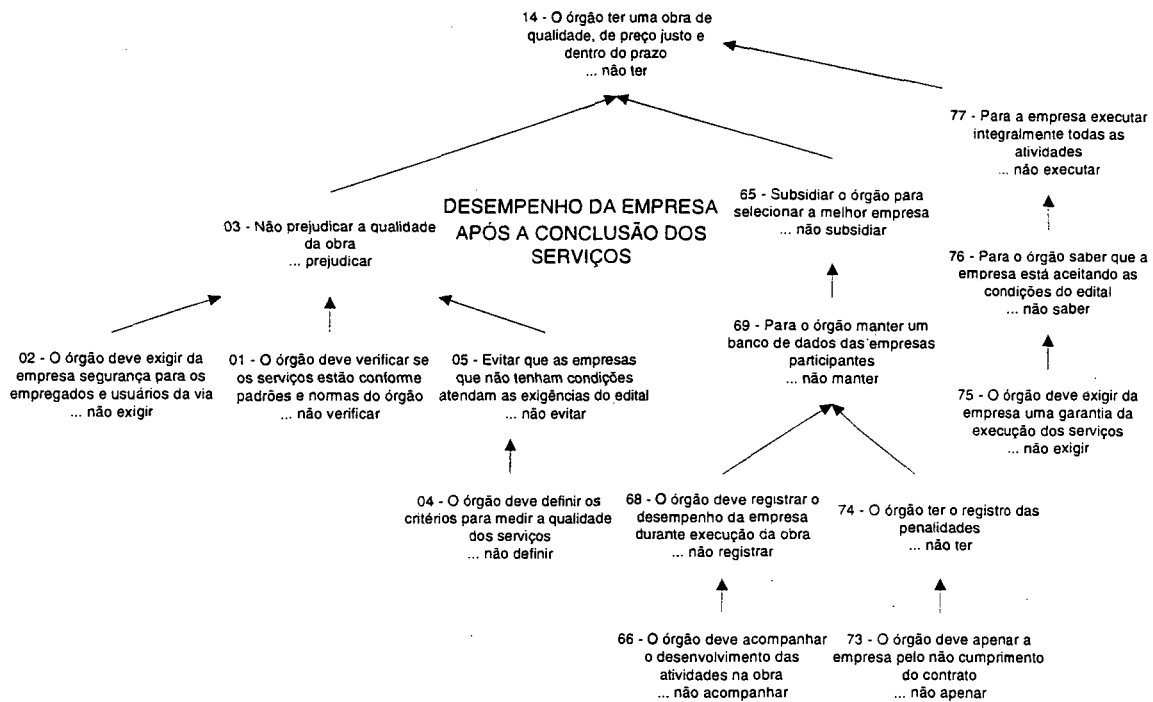 14 - O órgão ter uma obra de
qualidade, de preço justo e
dentro do prazo
... não ter
77 - Para a empresa executar
integralmente todas as
atividades
... não executar
DESEMPENHO DA EMPRESA
APÓS A CONCLUSÃO DOS
SERVIÇOS
65 - Subsidiar o órgão para
selecionar a melhor empresa
... não subsidiar
03 - Não prejudicar a qualidade
da obra
... prejudicar
76 - Para o órgão saber que a
empresa está aceitando as
condições do edital
... não saber
69 - Para o órgão manter um
banco de dados das empresas
participantes
... não manter
02 - O órgão deve exigir da
empresa segurança para os
empregados e usuários da via
... não exigir
01 - O órgão deve verificar se
os serviços estão conforme
padrões e normas do órgão
... não verificar
05 - Evitar que as empresas
que não tenham condições
atendam as exigências do edital
... não evitar
75 - O órgão deve exigir da
empresa uma garantia da
execução dos serviços
... não exigir
04 - O órgão deve definir os
critérios para medir a qualidade
dos serviços
... não definir
68 - O órgão deve registrar o
desempenho da empresa
durante execução da obra
... não registrar
74 - O órgão ter o registro das
penalidades
... não ter
66 - O órgão deve acompanhar
o desenvolvimento das
atividades na obra
... não acompanhar
73 - O órgão deve apenar a
empresa pelo não cumprimento
do contrato
... não apenar